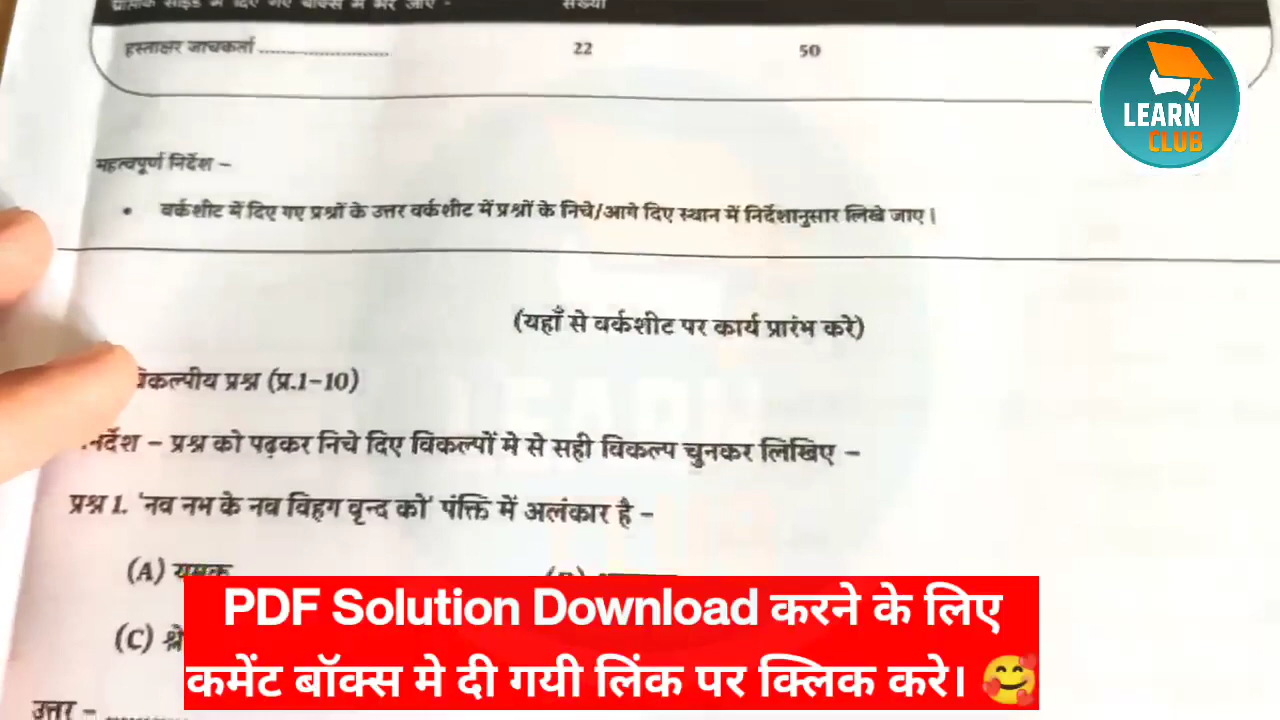 संख्या
हस्ताक्षर जाचकर्ता ............................ 22 50
LEARN
CLUB
महत्वपूर्ण निर्देश –
• वर्कशीट में दिए गए प्रश्नों के उत्तर वर्कशीट में प्रश्नों के निचे/आगे दिए स्थान में निर्देशानुसार लिखे जाए।
(यहाँ से वर्कशीट पर कार्य प्रारंभ करे)
प्रश्न (प्र.1–10)
– प्रश्न को पढ़कर निचे दिए विकल्पों मे से सही विकल्प चुनकर लिखिए –
प्रश्न 1. 'नव नभ के नव विहग वृन्द को' पंक्ति में अलंकार है –
(A) यमक
(C)
PDF Solution Download करने के लिए
कमेंट बॉक्स मे दी गयी लिंक पर क्लिक करे। 🥰
उत्तर –